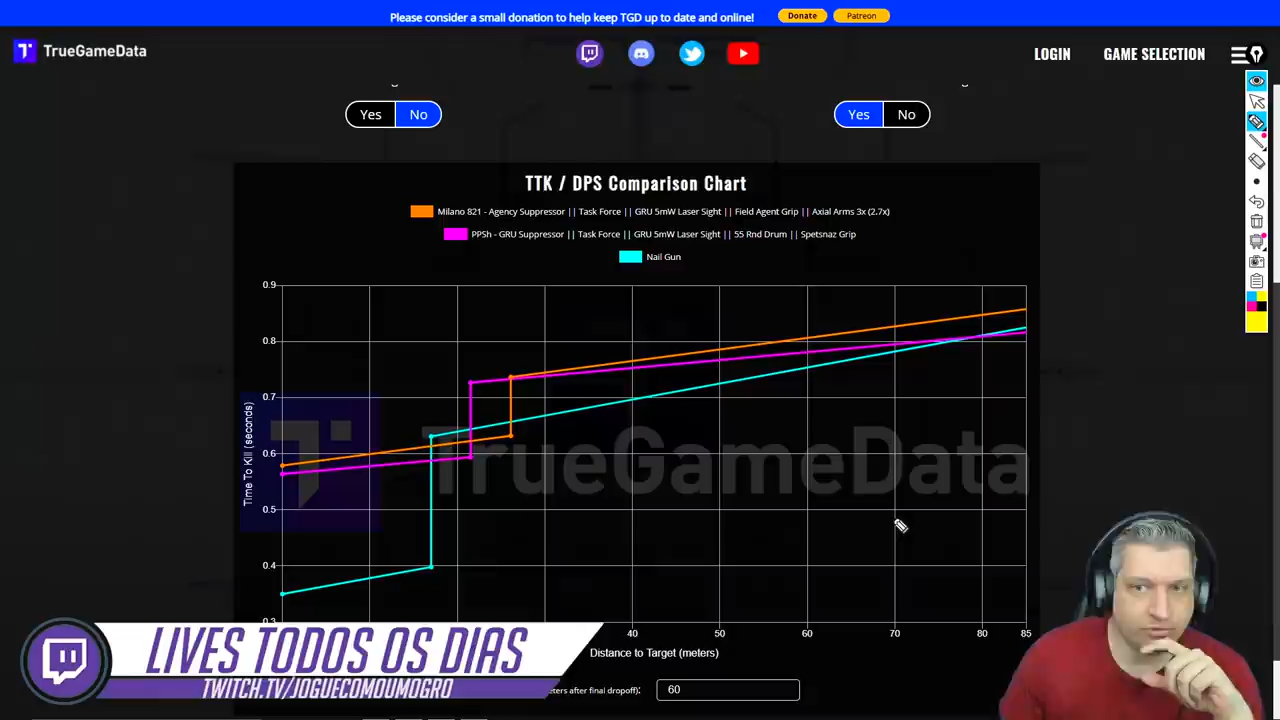 Please consider a small donation to help keep TGD up to date and online!
Donate
Patreon
TrueGameData
LOGIN
GAME SELECTION
Yes No
Yes No
TTK / DPS Comparison Chart
Milano 821 - Agency Suppressor || Task Force || GRU 5mW Laser Sight || Field Agent Grip || Axial Arms 3x (2.7x)
PPSh - GRU Suppressor || Task Force || GRU 5mW Laser Sight || 55 Rnd Drum || Spetsnaz Grip
Nail Gun
0.9
0.8
0.7
0.6
0.5
0.4
Time To Kill (seconds)
TrueGameData
40 50 60 70 80 85
Distance to Target (meters)
eters after final dropoff):
60
LIVES TODOS OS DIAS
TWITCH.TV/JOGUECOMOUMOGRO